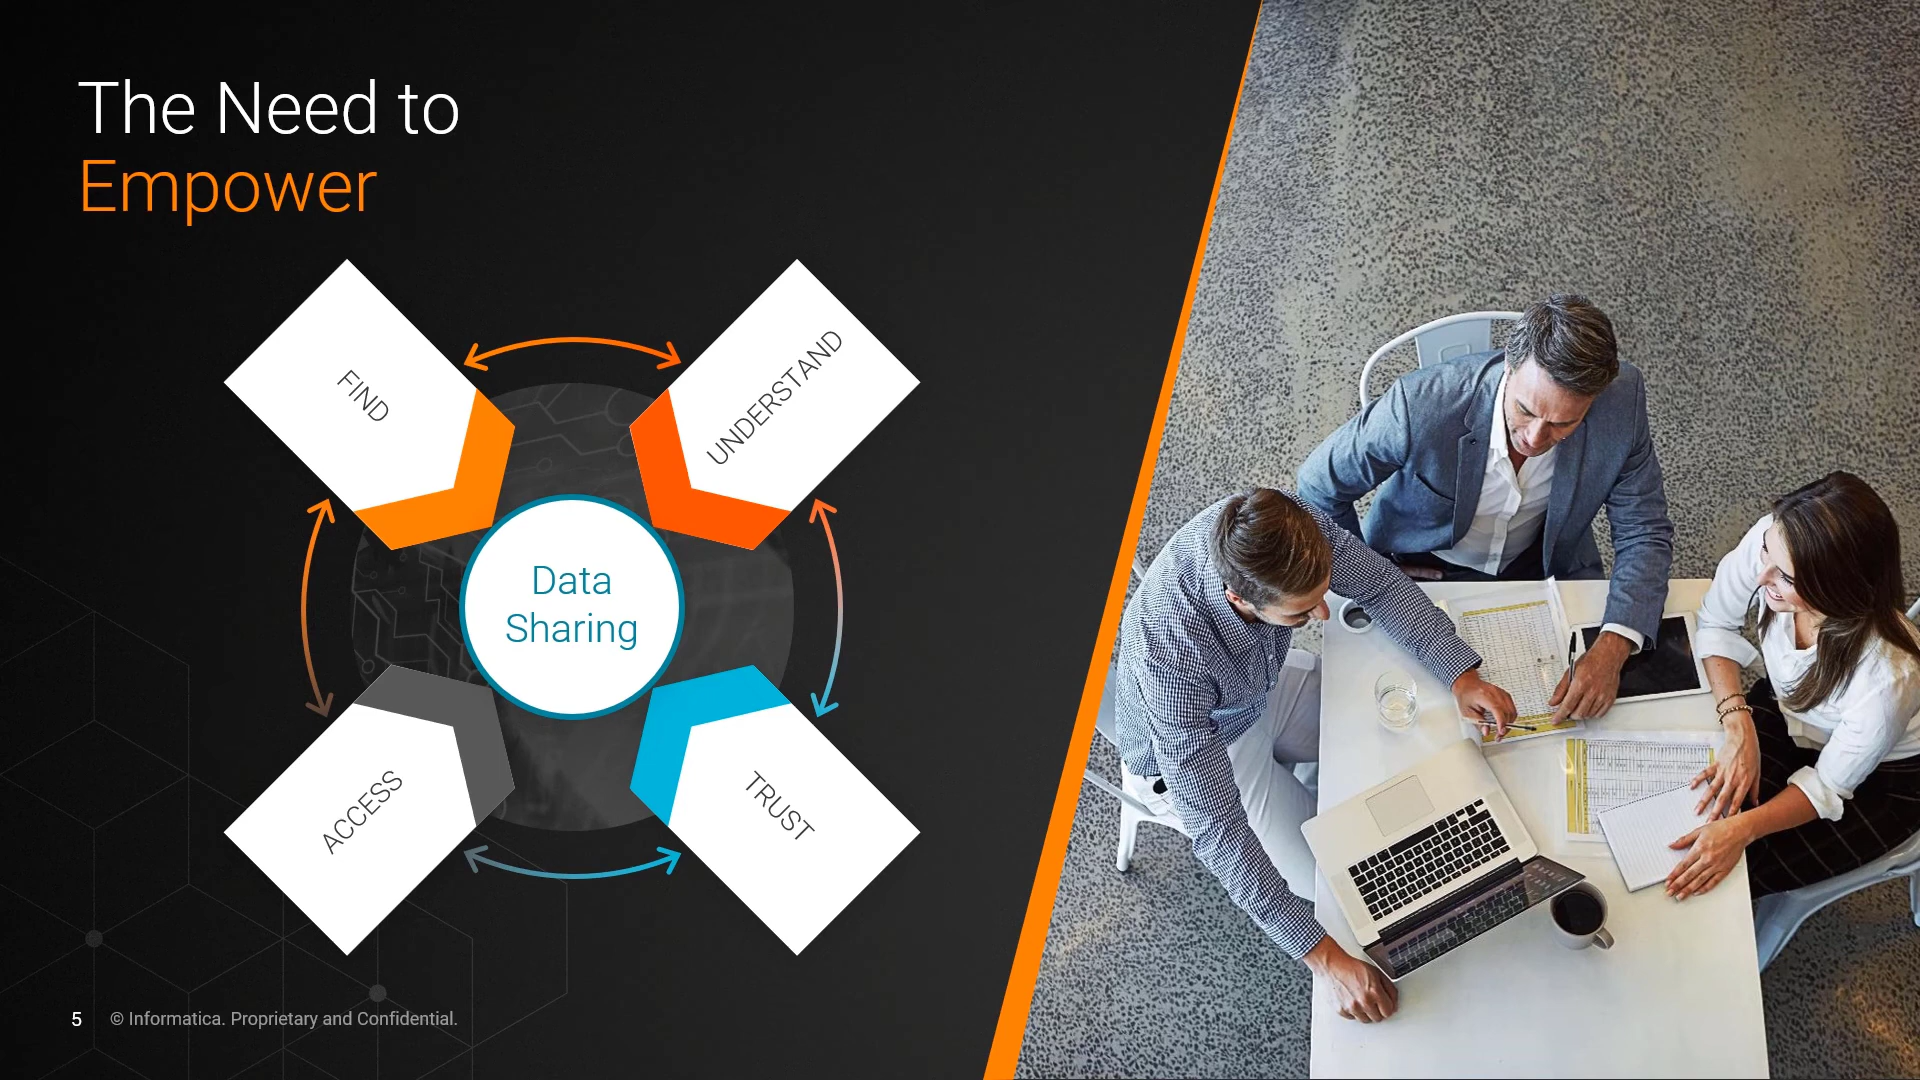 The Need to
Empower
FIND
UNDERSTAND
Data
Sharing
ACCESS
TRUST
5 © Informatica. Proprietary and Confidential.